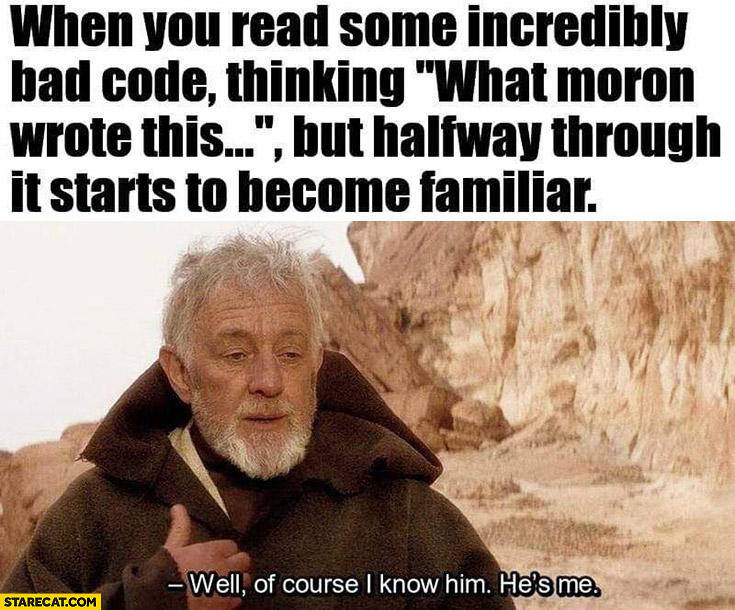 When you read some incredibly
bad code, thinking "What moron
wrote this...", but halfway through
it starts to become familiar.
– Well, of course I know him. He's me.
STARECAT.COM